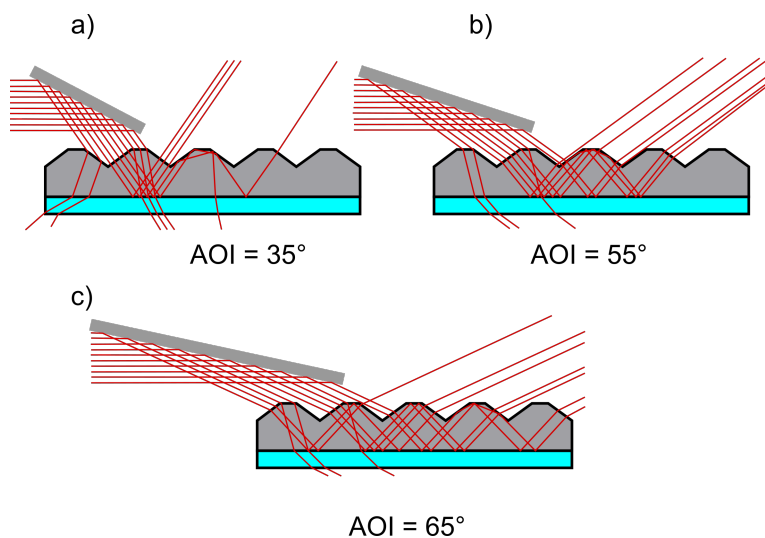 a)
b)
AOI = 35°
AOI = 55°
c)
AOI = 65°